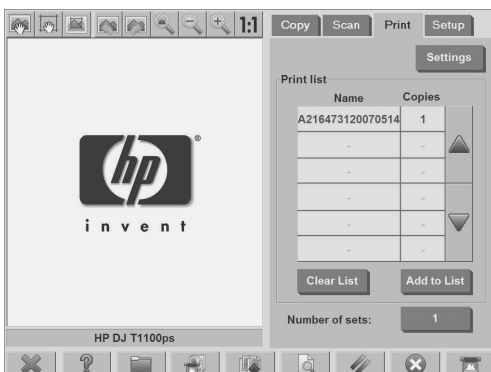 1:1
Copy Scan Print Setup
Settings
Print list
Name Copies
A216473120070514 1
hp
®
invent
Clear List Add to List
Number of sets: 1
HP DJ T1100ps
?